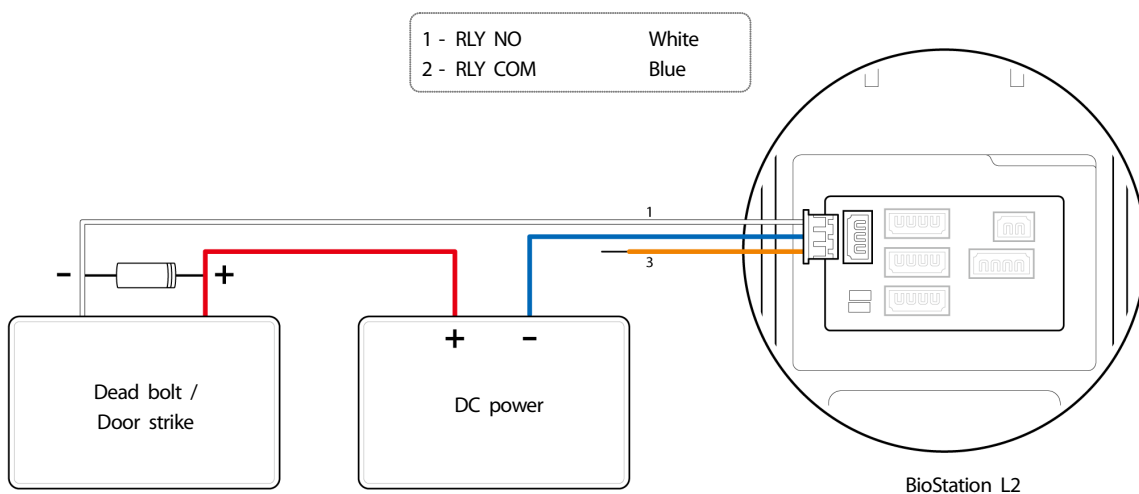 1 - RLY NO White
2 - RLY COM Blue
1
3
- +
+ -
Dead bolt /
Door strike
DC power
BioStation L2